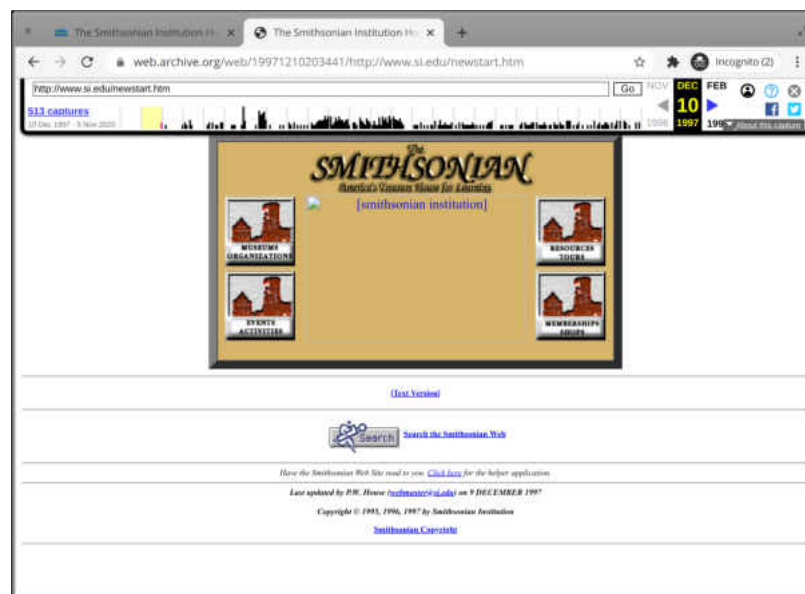 The Smithsonian Institution H
The Smithsonian Institution Ho
web.archive.org/web/19971210203441/http://www.si.edu/newstart.htm
Incognito (2)
http://www.si.edu/newstart.htm
Go
NOV DEC FEB
513 captures
10
10 Dec 1997 - 5 Nov 2020
1996 1997 199
About this capture
The
SMITHSONIAN
America's Treasure House for Learning
[smithsonian institution]
MUSEUMS
ORGANIZATIONS
RESOURCES
TOURS
EVENTS
ACTIVITIES
MEMBERSHIPS
SHOPS
[Text Version]
Search
Search the Smithsonian Web
Have the Smithsonian Web Site read to you. Click here for the helper application.
Last updated by P.W. House (webmaster@si.edu) on 9 DECEMBER 1997
Copyright © 1995, 1996, 1997 by Smithsonian Institution
Smithsonian Copyright